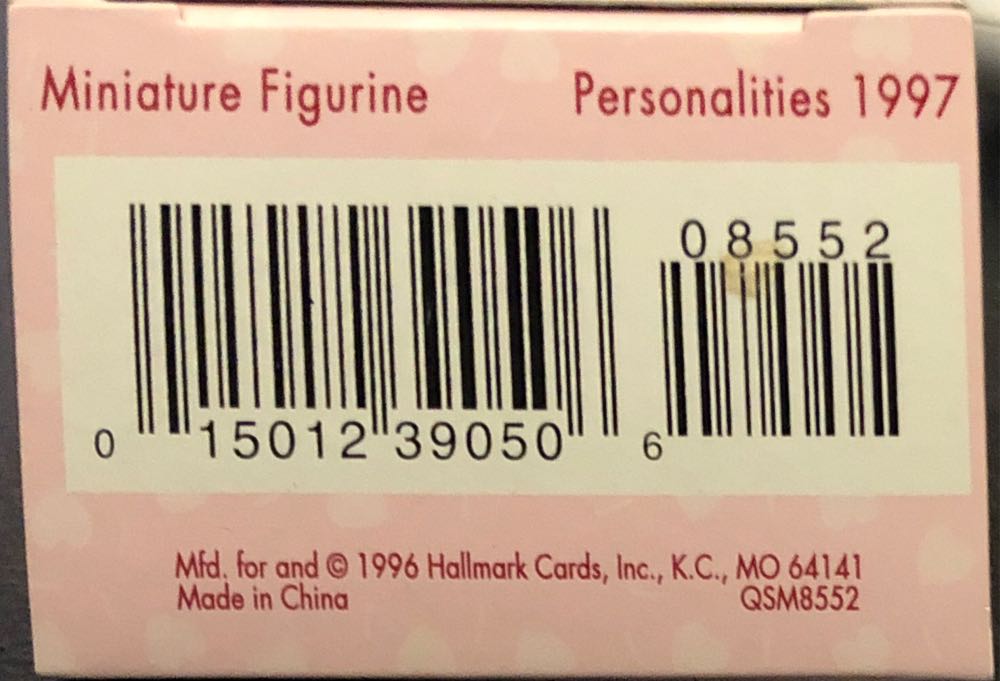 Miniature Figurine Personalities 1997
08552
0 15012 39050 6
Mfd. for and © 1996 Hallmark Cards, Inc., K.C., MO 64141
Made in China QSM8552